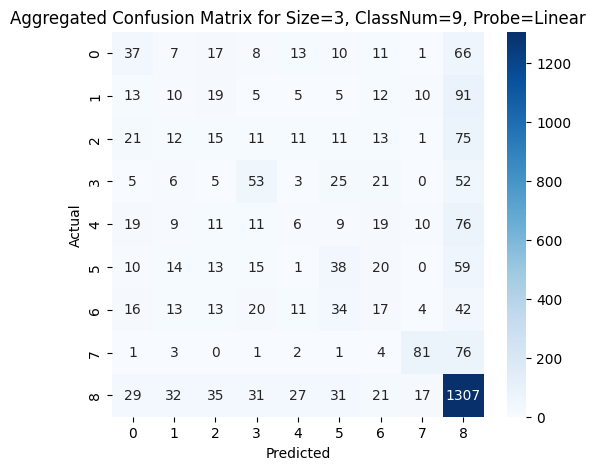 Aggregated Confusion Matrix for Size=3, ClassNum=9, Probe=Linear
0 37 7 17 8 13 10 11 1 66
1 13 10 19 5 5 5 12 10 91
2 21 12 15 11 11 11 13 1 75
3 5 6 5 53 3 25 21 0 52
4 19 9 11 11 6 9 19 10 76
5 10 14 13 15 1 38 20 0 59
6 16 13 13 20 11 34 17 4 42
7 1 3 0 1 2 1 4 81 76
8 29 32 35 31 27 31 21 17 1307
0 1 2 3 4 5 6 7 8
Predicted
Actual
1200
1000
800
600
400
200
0